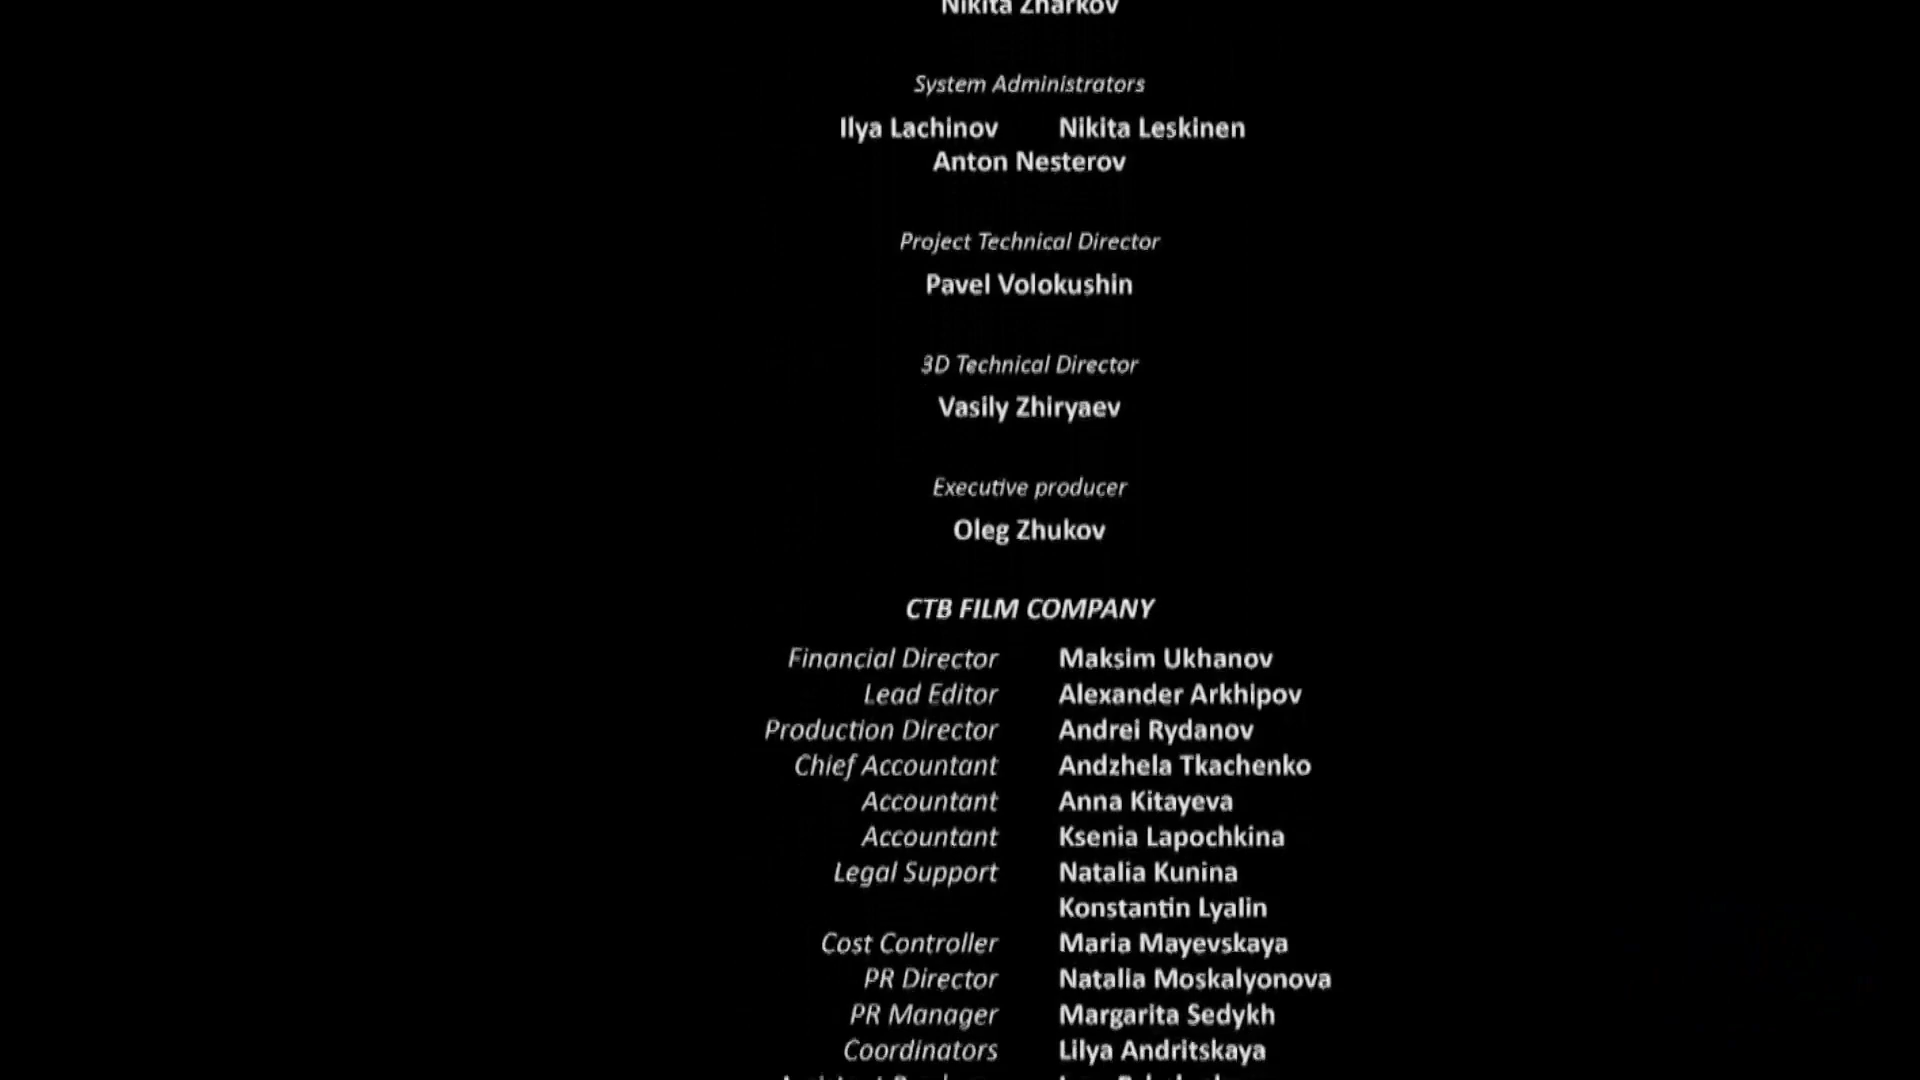 Nikita Zharkov
System Administrators
Ilya Lachinov Nikita Leskinen
Anton Nesterov
Project Technical Director
Pavel Volokushin
3D Technical Director
Vasily Zhiryaev
Executive producer
Oleg Zhukov
CTB FILM COMPANY
Financial Director Maksim Ukhanov
Lead Editor Alexander Arkhipov
Production Director Andrei Rydanov
Chief Accountant Andzhela Tkachenko
Accountant Anna Kitayeva
Accountant Ksenia Lapochkina
Legal Support Natalia Kunina
Konstantin Lyalin
Cost Controller Maria Mayevskaya
PR Director Natalia Moskalyonova
PR Manager Margarita Sedykh
Coordinators Lilya Andritskaya